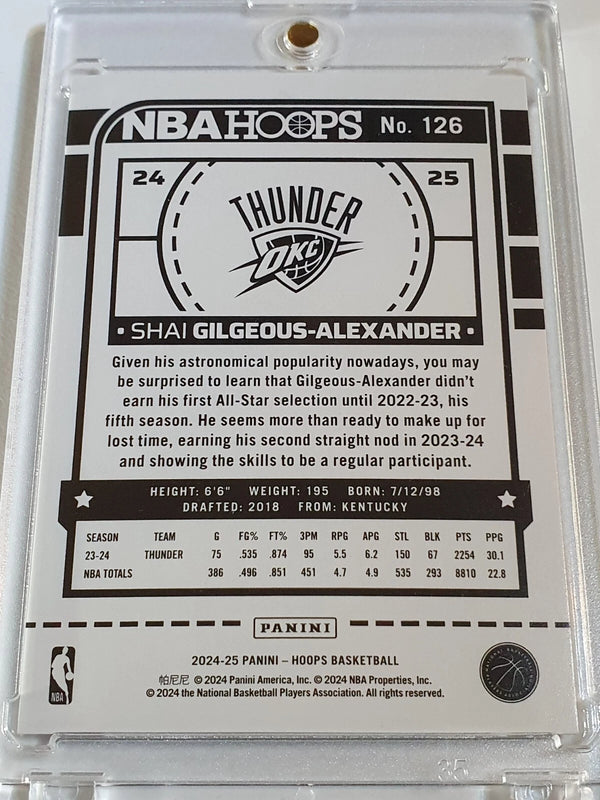 NBA HOOPS No. 126
24 25
THUNDER
OKC
• SHAI GILGEOUS-ALEXANDER •
Given his astronomical popularity nowadays, you may
be surprised to learn that Gilgeous-Alexander didn't
earn his first All-Star selection until 2022-23, his
fifth season. He seems more than ready to make up for
lost time, earning his second straight nod in 2023-24
and showing the skills to be a regular participant.
HEIGHT: 6'6" WEIGHT: 195 BORN: 7/12/98
DRAFTED: 2018 FROM: KENTUCKY
SEASON TEAM G FG% FT% 3PM RPG APG STL BLK PTS PPG
23-24 THUNDER 75 .535 .874 95 5.5 6.2 150 67 2254 30.1
NBA TOTALS 386 .496 .851 451 4.7 4.9 535 293 8810 22.8
PANINI
2024-25 PANINI – HOOPS BASKETBALL
帕尼尼 © 2024 Panini America, Inc. © 2024 NBA Properties, Inc.
© 2024 the National Basketball Players Association. All rights reserved.
NBA
35